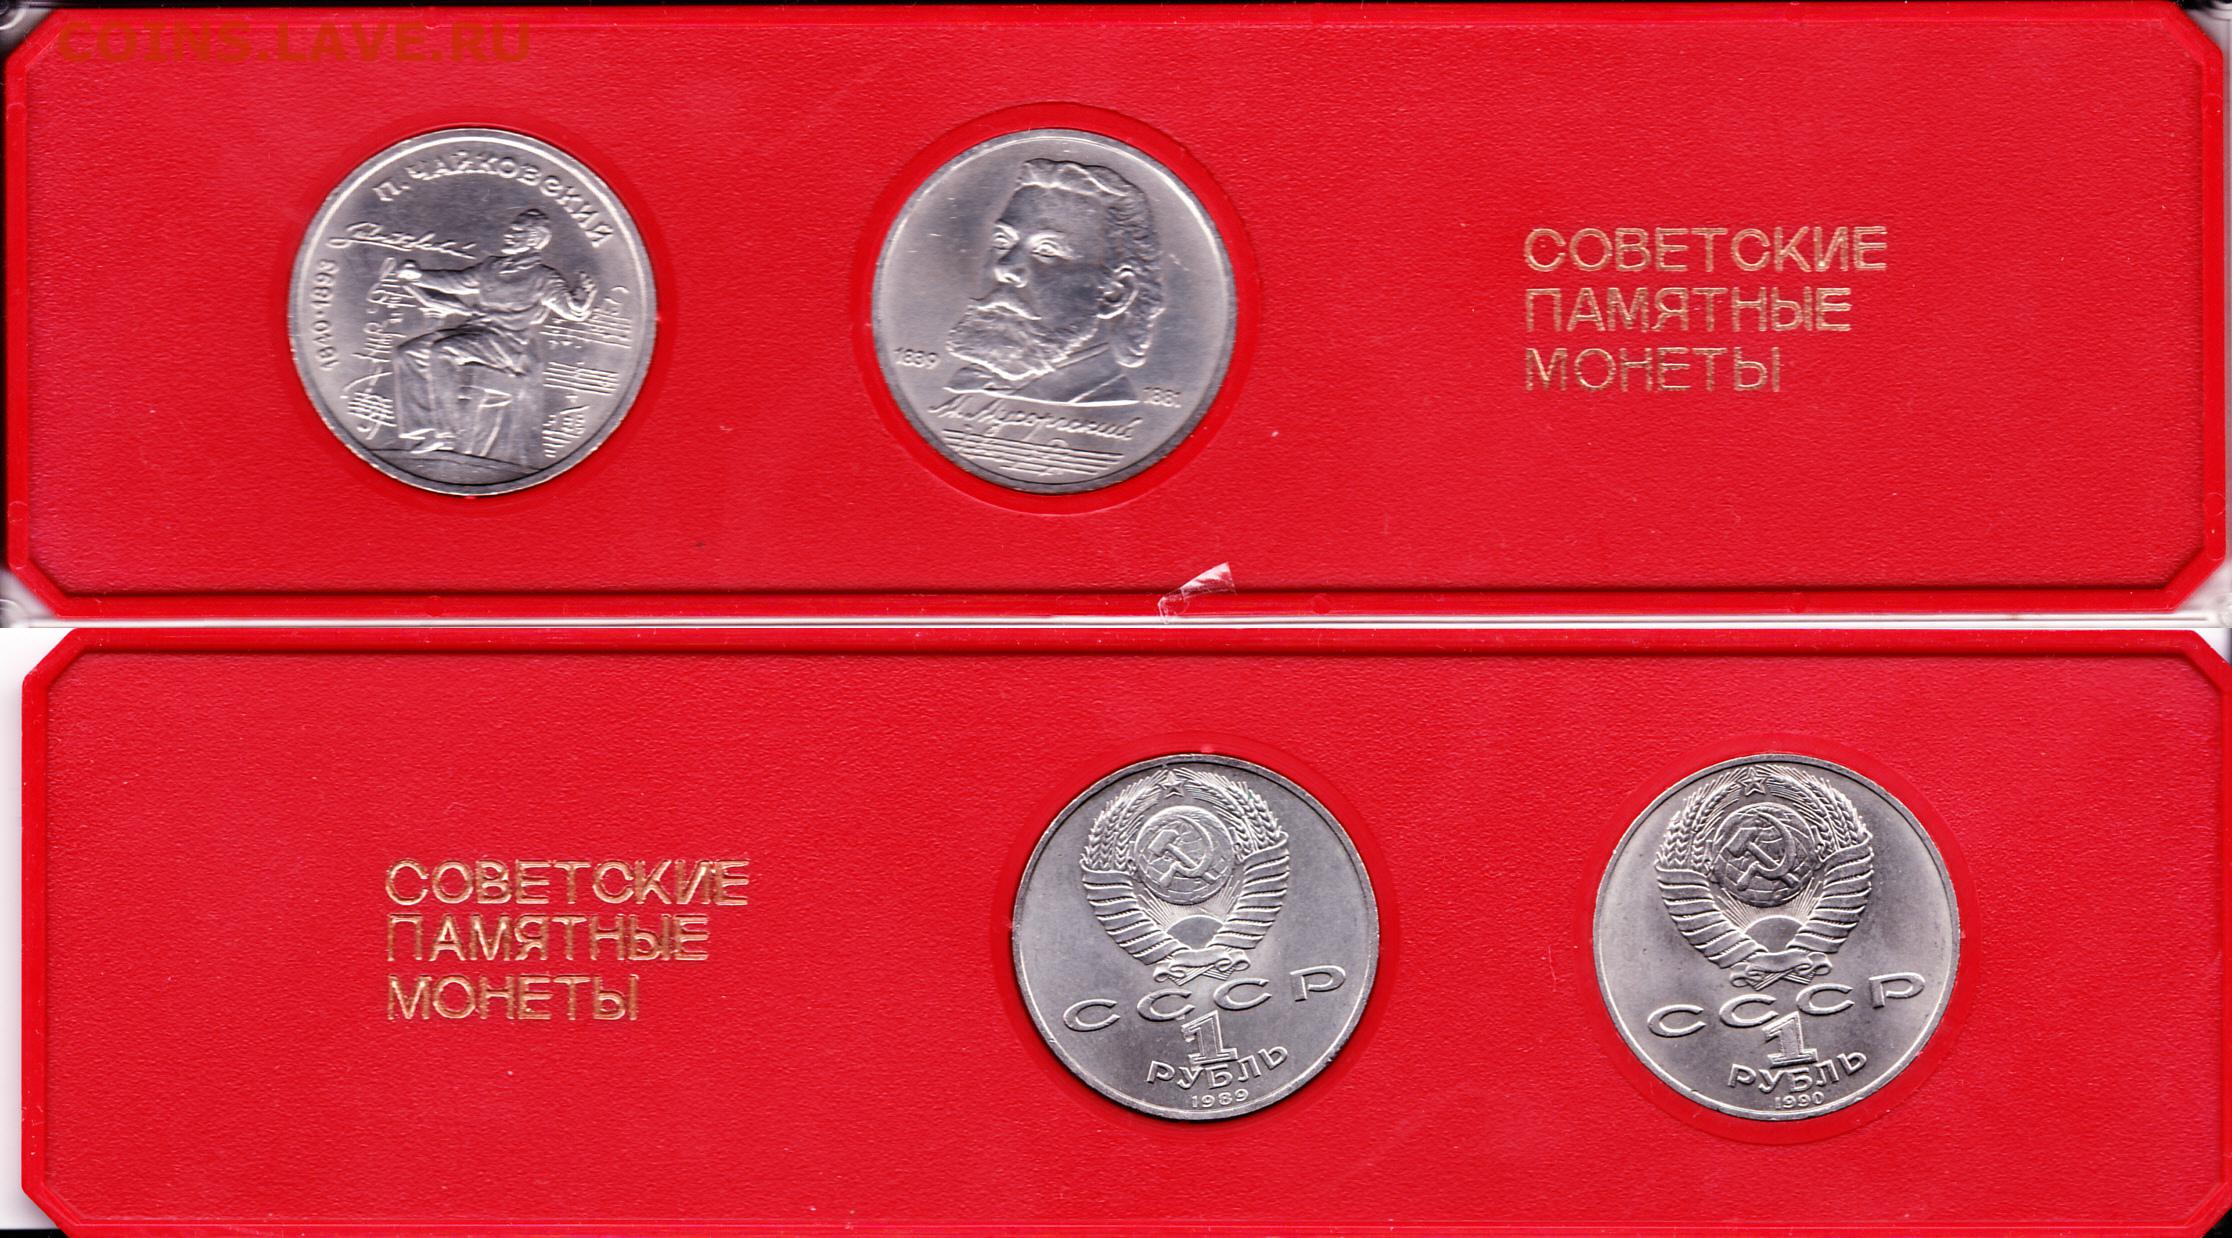 COINS.LAVE.RU
П. ЧАЙКОВСКИЙ
1840·1893
1839
1881
М. Мусоргский
СОВЕТСКИЕ
ПАМЯТНЫЕ
МОНЕТЫ
СОВЕТСКИЕ
ПАМЯТНЫЕ
МОНЕТЫ
СССР
1
РУБЛЬ
1989
СССР
1
РУБЛЬ
1990